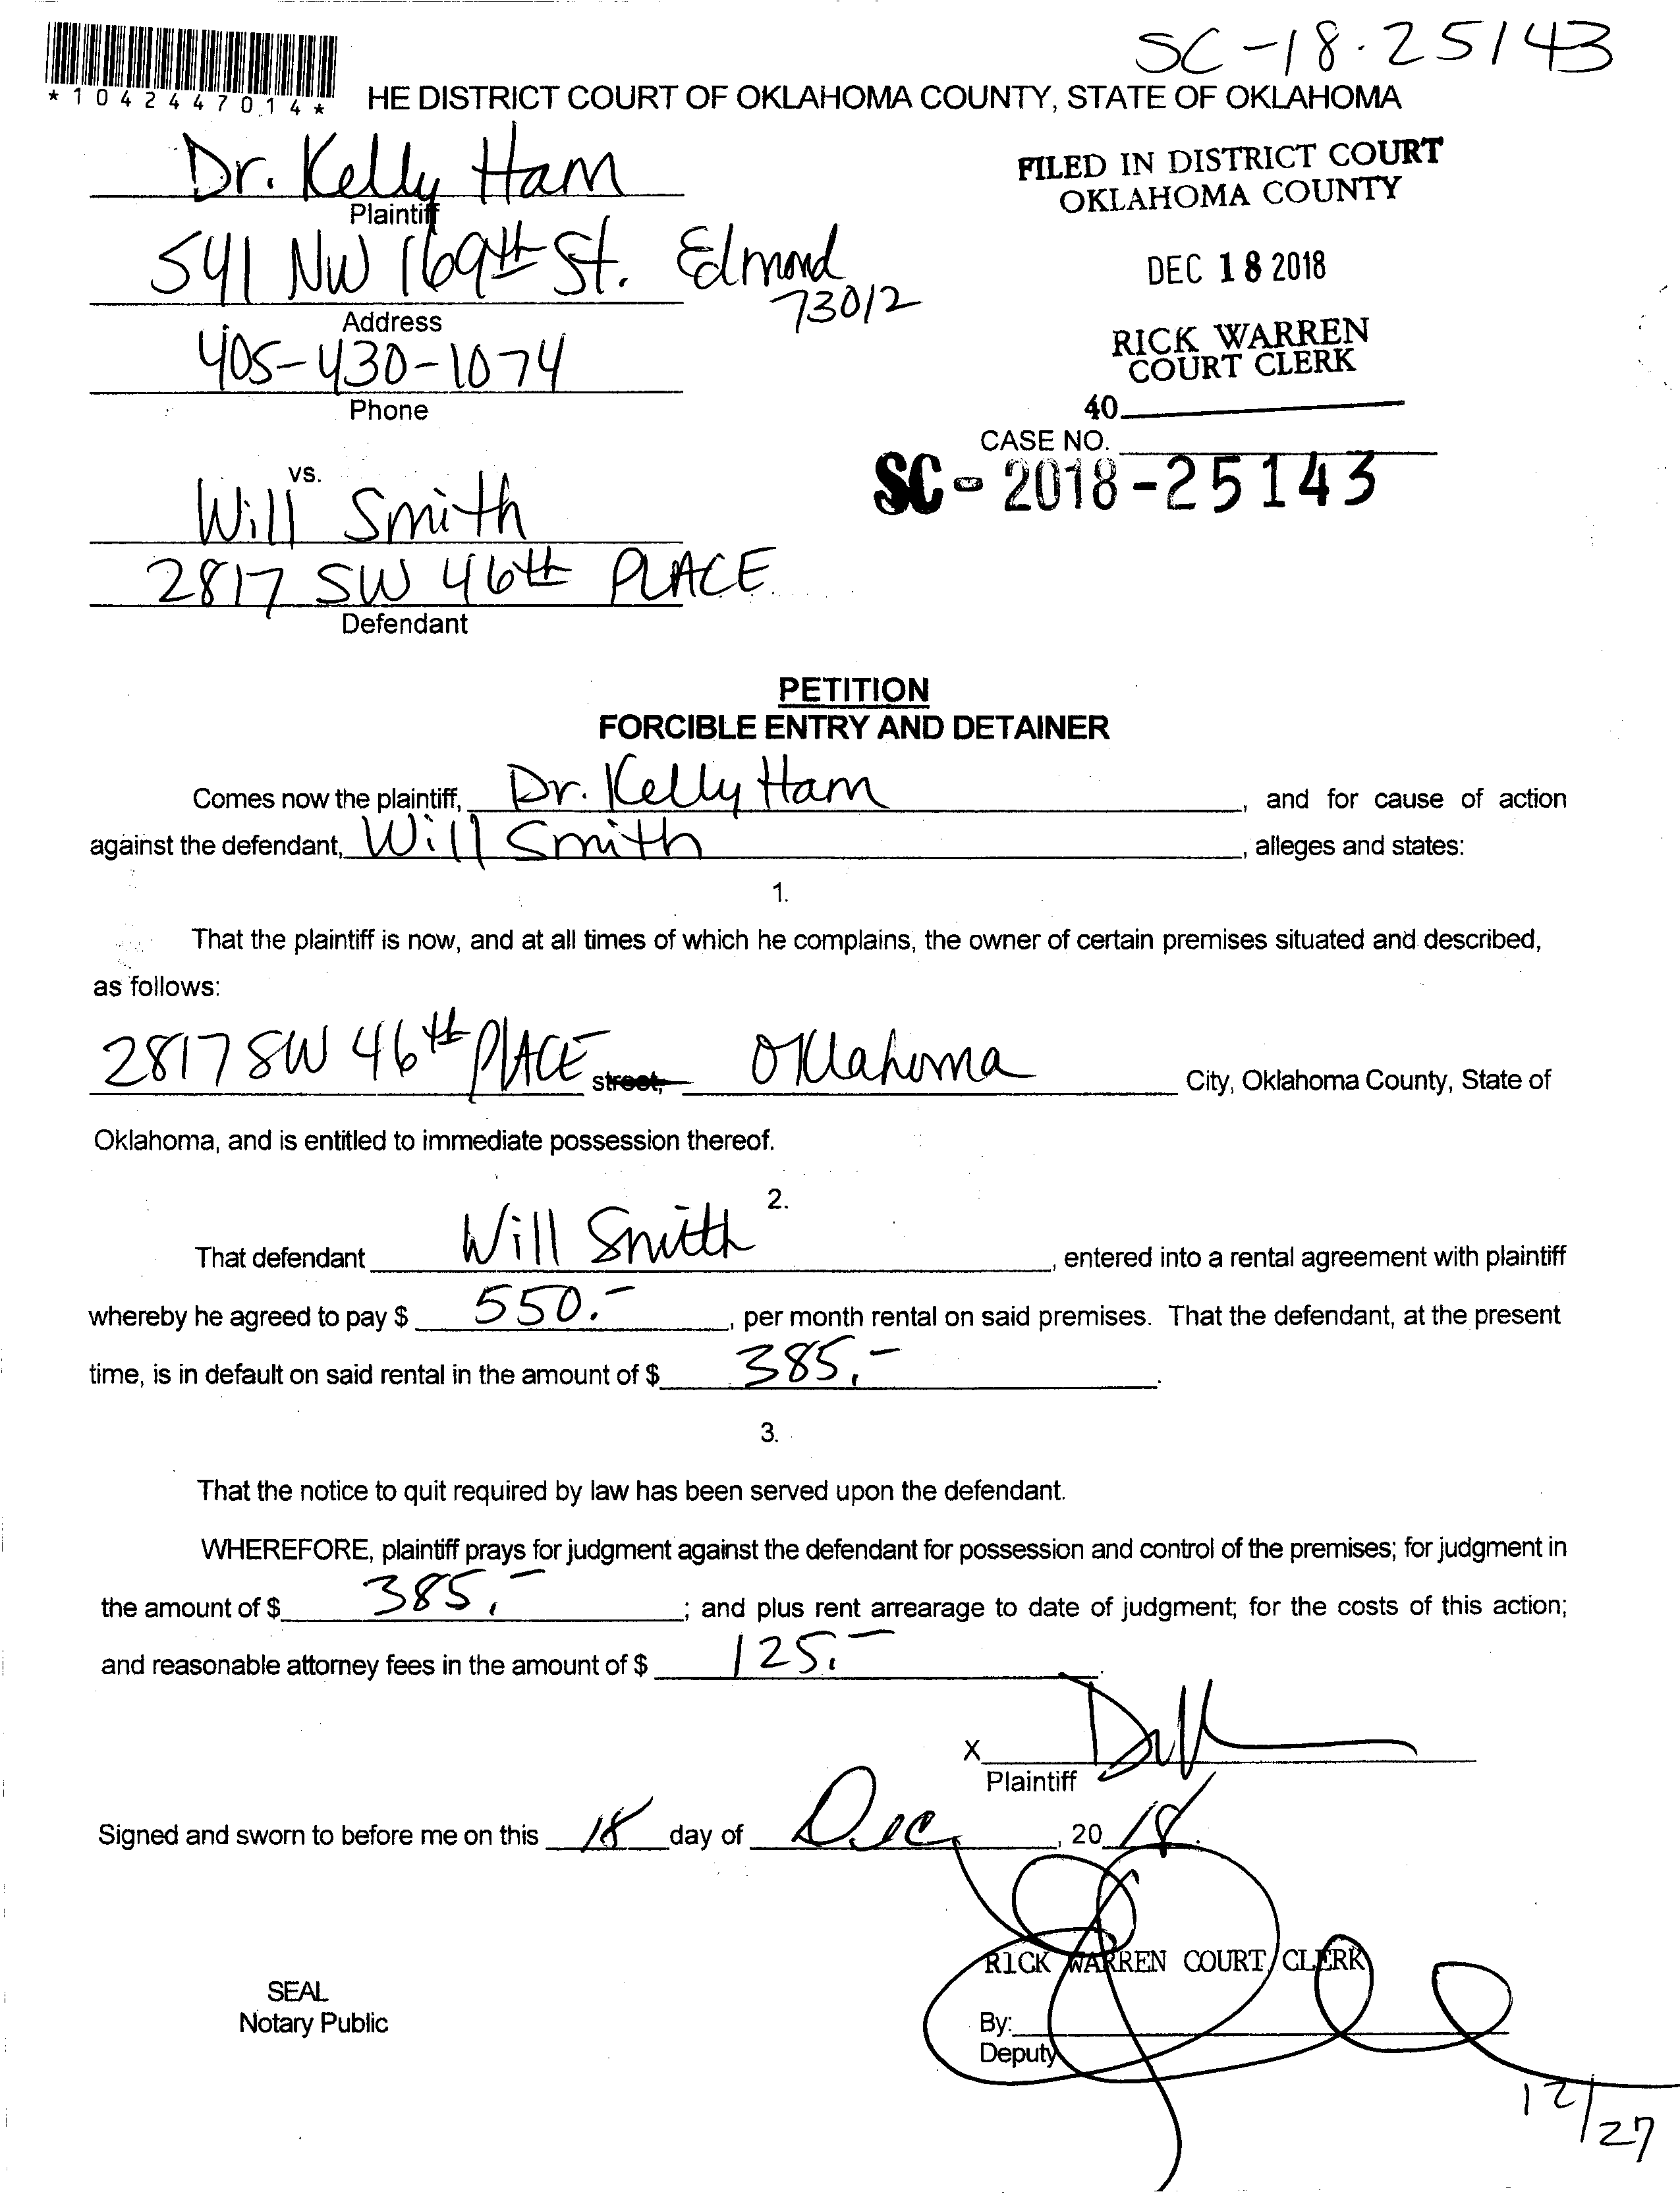 SC-18-25143
*1042447014*
HE DISTRICT COURT OF OKLAHOMA COUNTY, STATE OF OKLAHOMA
Dr. Kelly Ham
Plaintiff
FILED IN DISTRICT COURT
OKLAHOMA COUNTY
541 NW 169th St. Edmond
73012
Address
DEC 18 2018
405-430-1074
Phone
RICK WARREN
COURT CLERK
40
CASE NO.
SC-2018-25143
vs.
Will Smith
2817 SW 46th PLACE
Defendant
PETITION
FORCIBLE ENTRY AND DETAINER
Comes now the plaintiff, Dr. Kelly Ham, and for cause of action
against the defendant, Will Smith, alleges and states:
1.
That the plaintiff is now, and at all times of which he complains, the owner of certain premises situated and described,
as follows:
2817 SW 46th PLACE street, Oklahoma City, Oklahoma County, State of
Oklahoma, and is entitled to immediate possession thereof.
2.
That defendant Will Smith, entered into a rental agreement with plaintiff
whereby he agreed to pay $ 550.-, per month rental on said premises. That the defendant, at the present
time, is in default on said rental in the amount of $ 385.-.
3.
That the notice to quit required by law has been served upon the defendant.
WHEREFORE, plaintiff prays for judgment against the defendant for possession and control of the premises; for judgment in
the amount of $ 385.-; and plus rent arrearage to date of judgment; for the costs of this action;
and reasonable attorney fees in the amount of $ 125.-.
X
Plaintiff
Signed and sworn to before me on this 18 day of Dec, 2018.
RICK WARREN COURT CLERK
SEAL
Notary Public
By:
Deputy
12/27